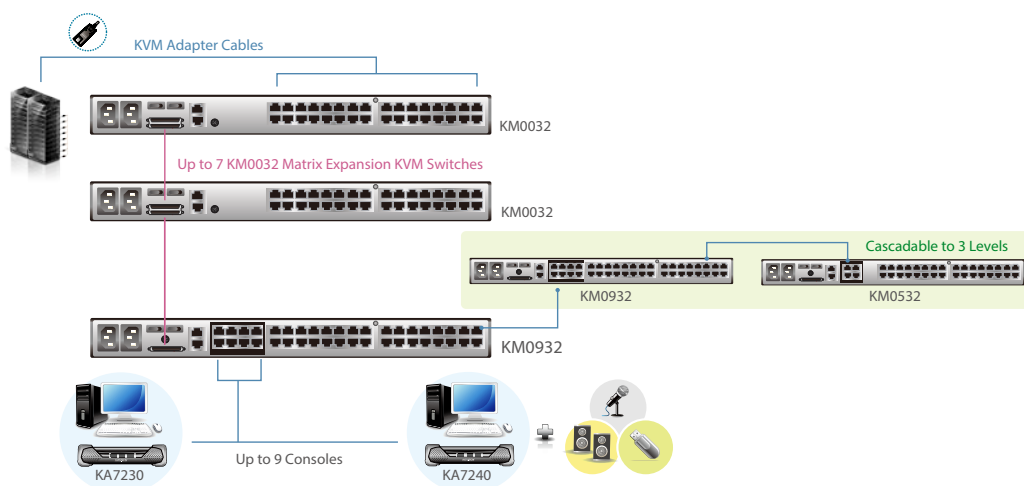 KVM Adapter Cables
KM0032
Up to 7 KM0032 Matrix Expansion KVM Switches
KM0032
Cascadable to 3 Levels
KM0932
KM0532
KM0932
KA7230
Up to 9 Consoles
KA7240